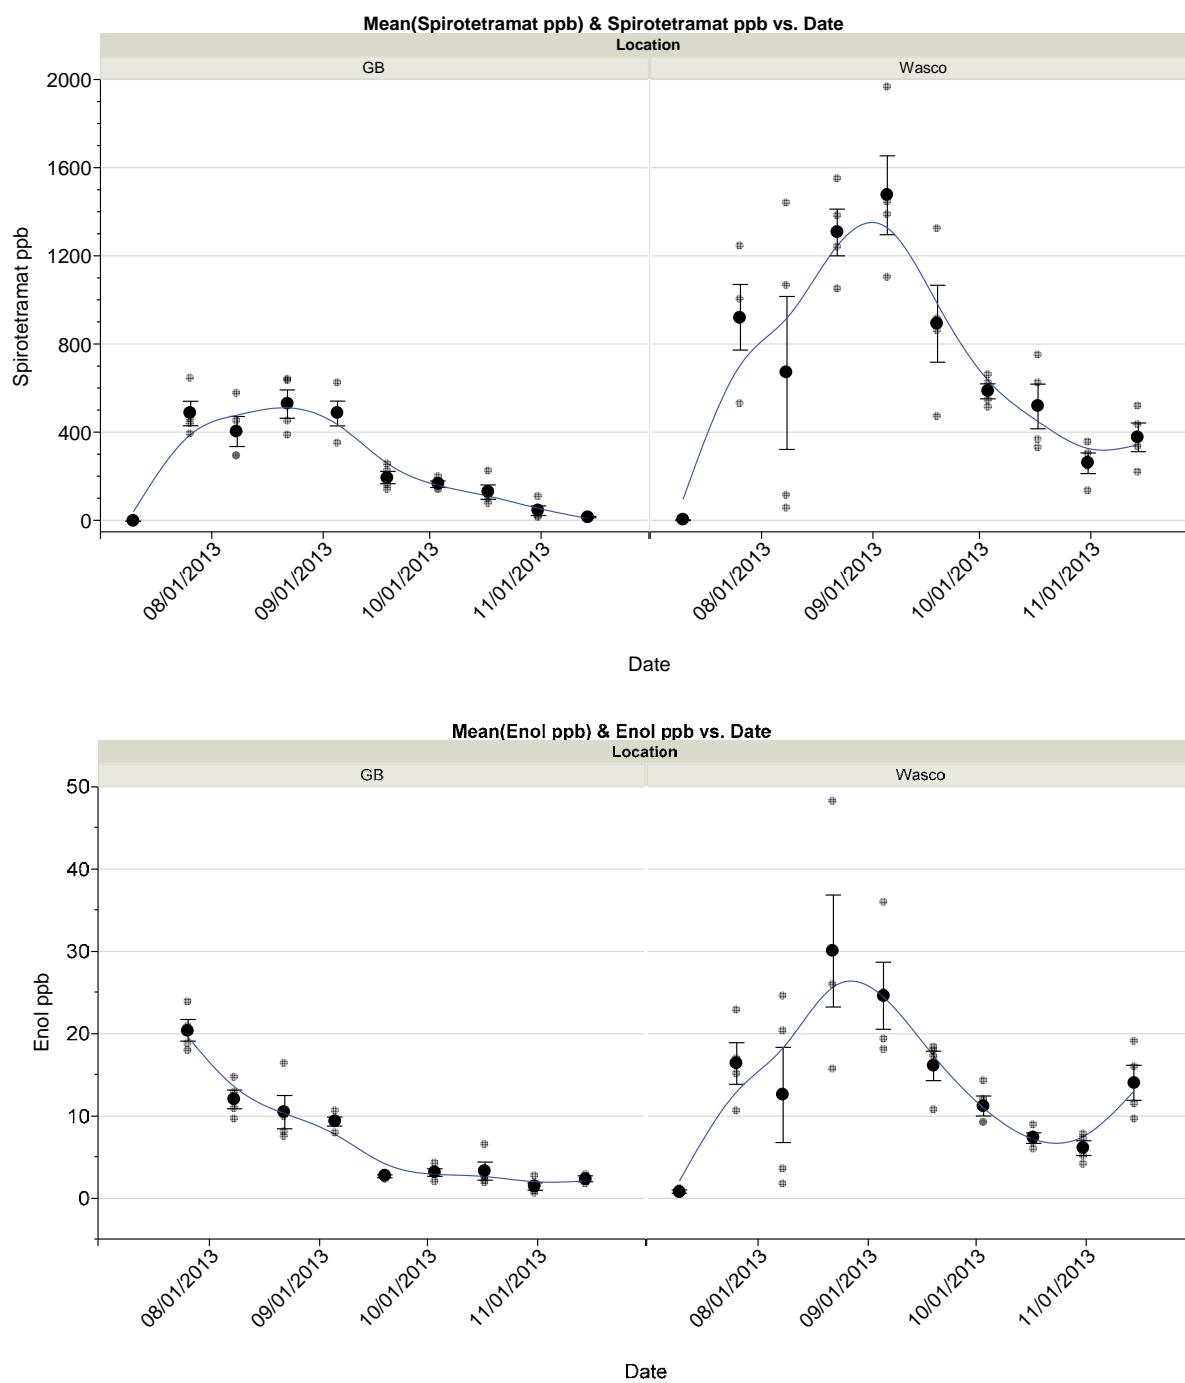 Mean(Spirotetramat ppb) & Spirotetramat ppb vs. Date
Location
GB Wasco
Spirotetramat ppb
2000
1600
1200
800
400
0
08/01/2013 09/01/2013 10/01/2013 11/01/2013 08/01/2013 09/01/2013 10/01/2013 11/01/2013
Date
Mean(Enol ppb) & Enol ppb vs. Date
Location
GB Wasco
Enol ppb
50
40
30
20
10
0
08/01/2013 09/01/2013 10/01/2013 11/01/2013 08/01/2013 09/01/2013 10/01/2013 11/01/2013
Date